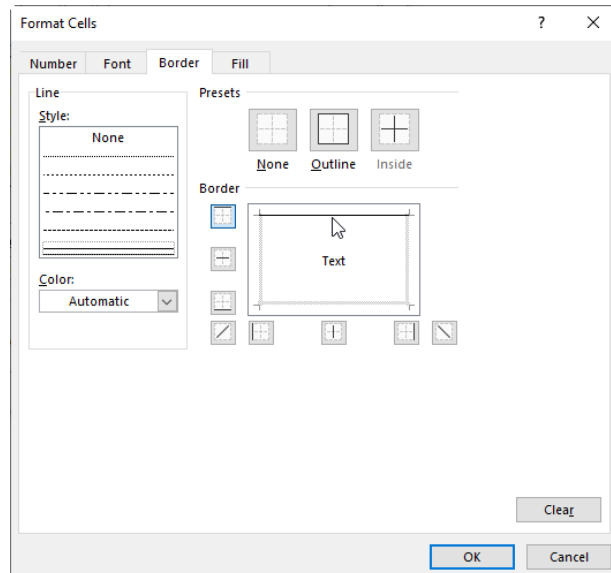 Format Cells
?
Number Font Border Fill
Line
Style:
None
Color:
Automatic
Presets
None Outline Inside
Border
Text
Clear
OK Cancel